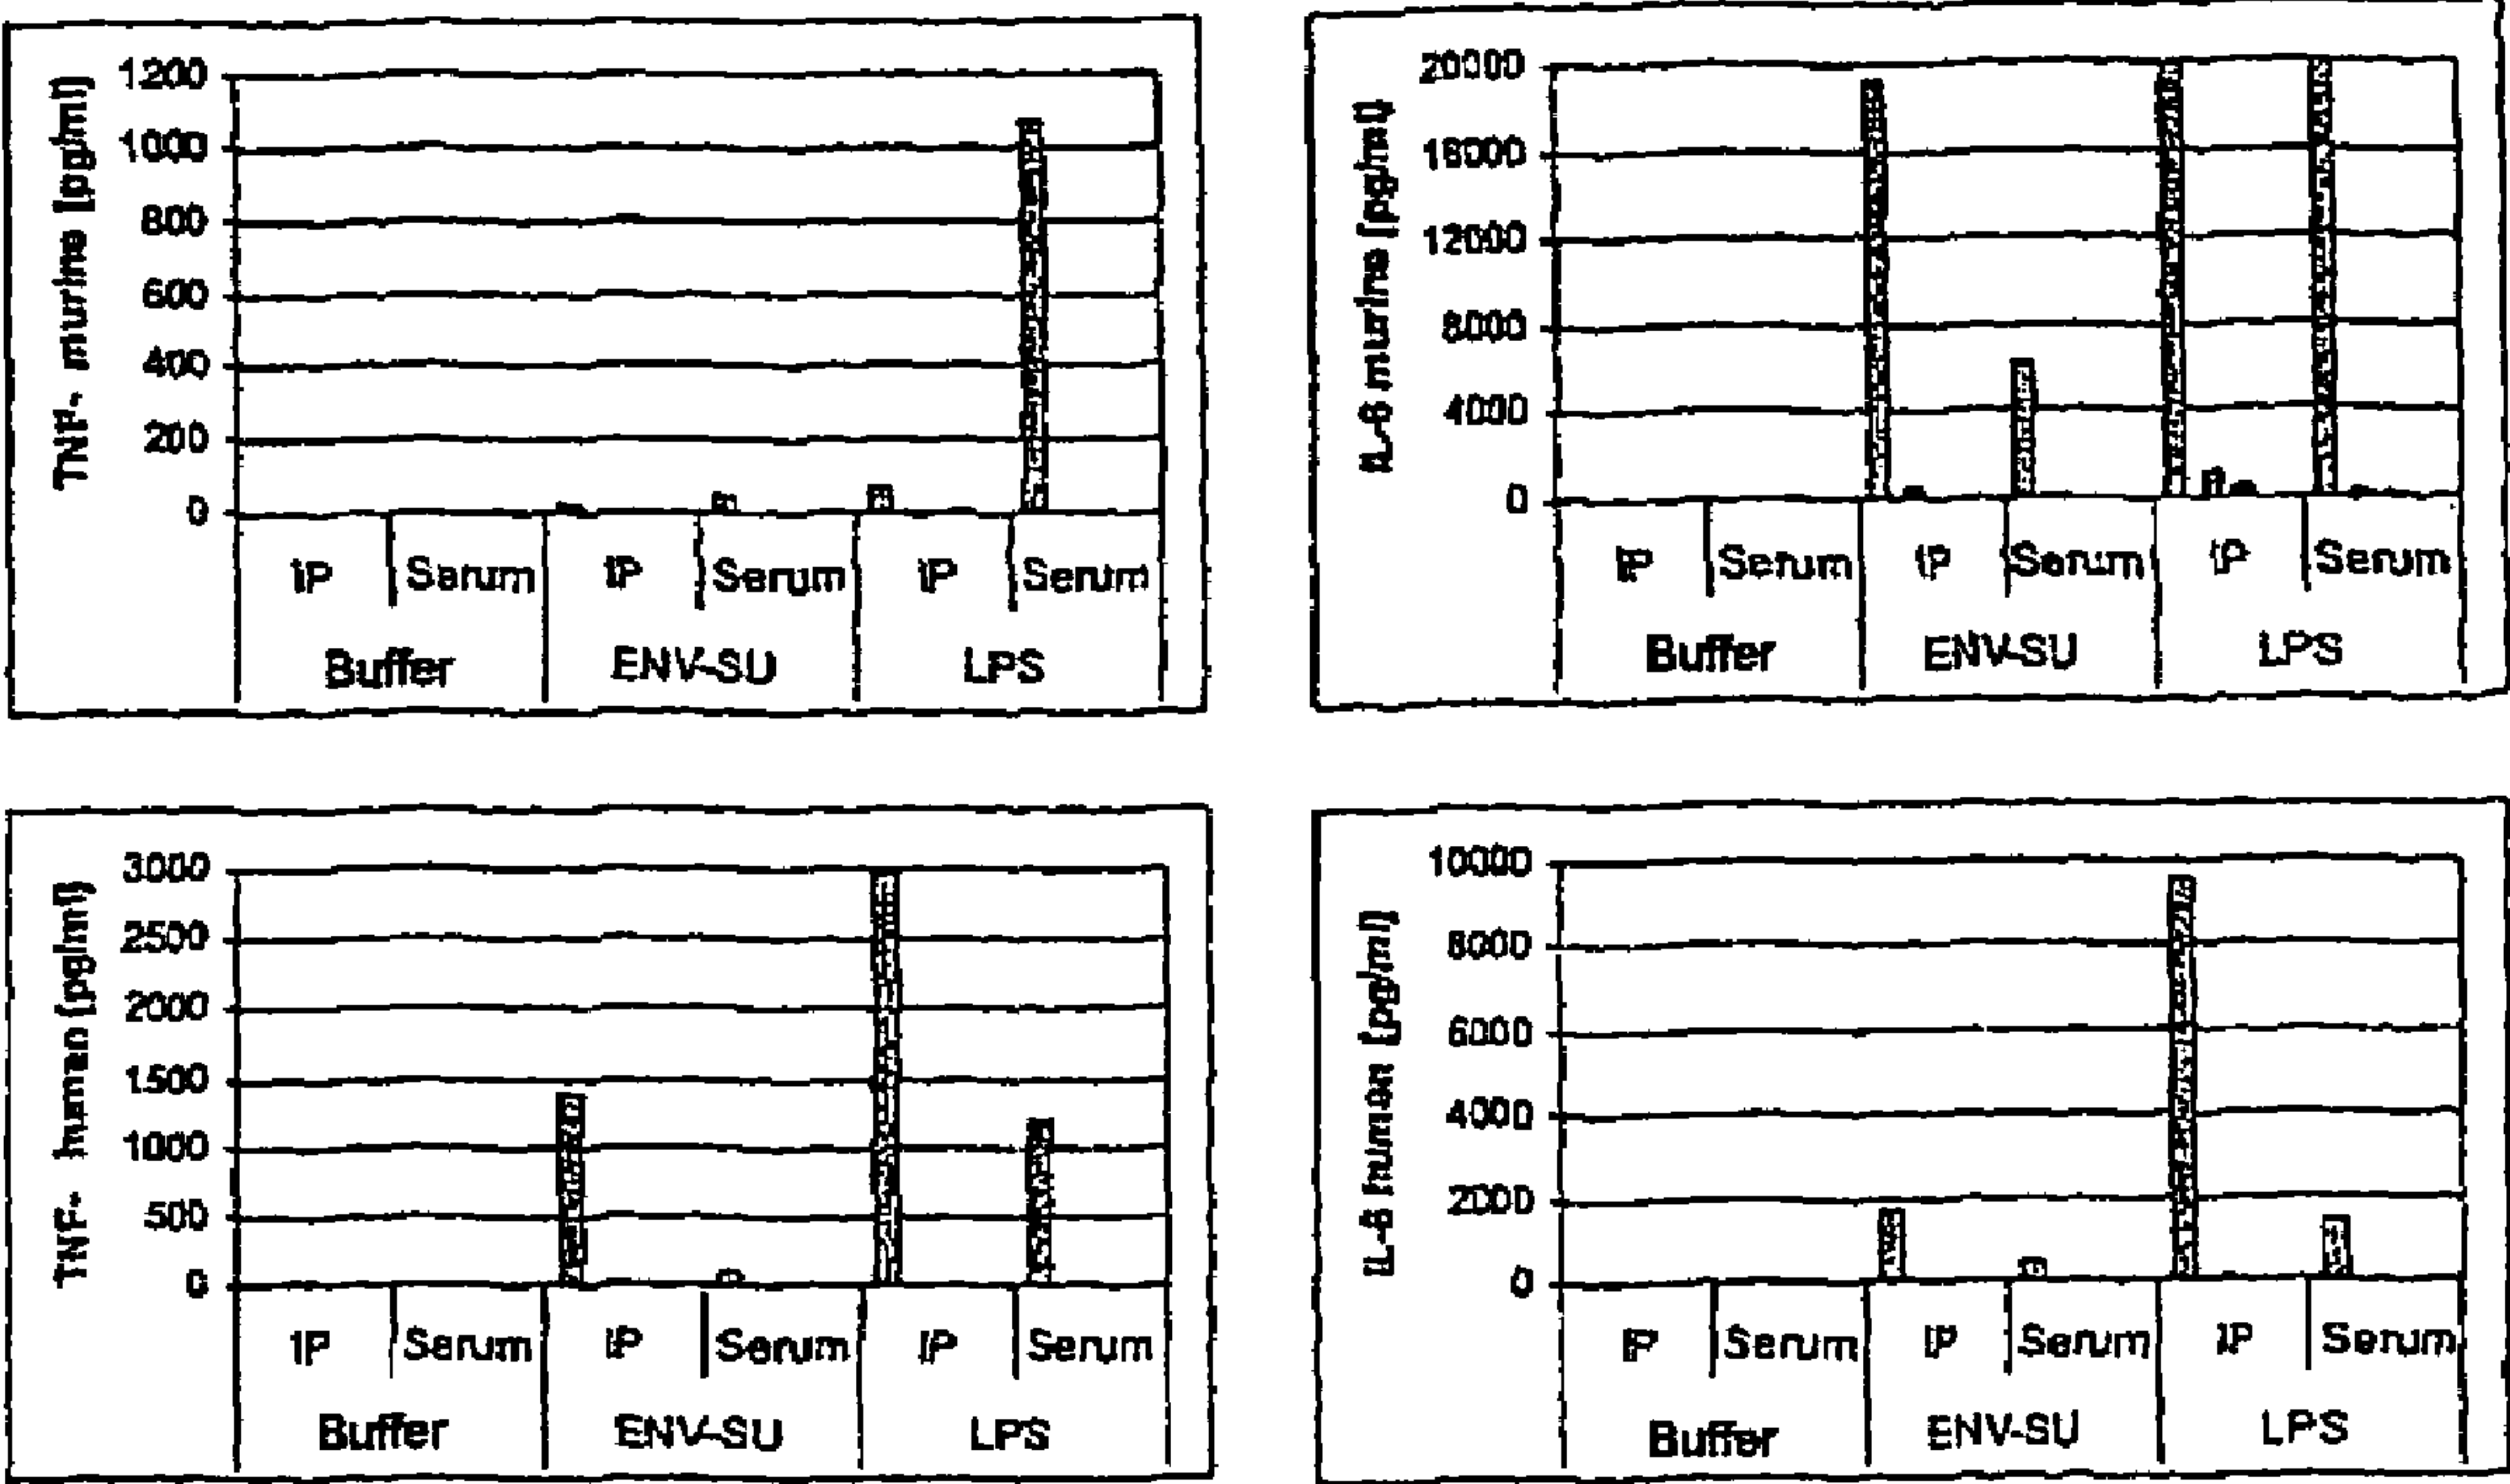 TNF- murine [pg/ml]
1200
1000
800
600
400
200
0
IP Serum IP Serum IP Serum
Buffer ENV-SU LPS
IL-6 murine [pg/ml]
20000
16000
12000
8000
4000
0
IP Serum IP Serum IP Serum
Buffer ENV-SU LPS
TNF- human [pg/ml]
3000
2500
2000
1500
1000
500
0
IP Serum IP Serum IP Serum
Buffer ENV-SU LPS
human [pg/ml]
10000
8000
6000
4000
2000
0
IP Serum IP Serum IP Serum
Buffer ENV-SU LPS